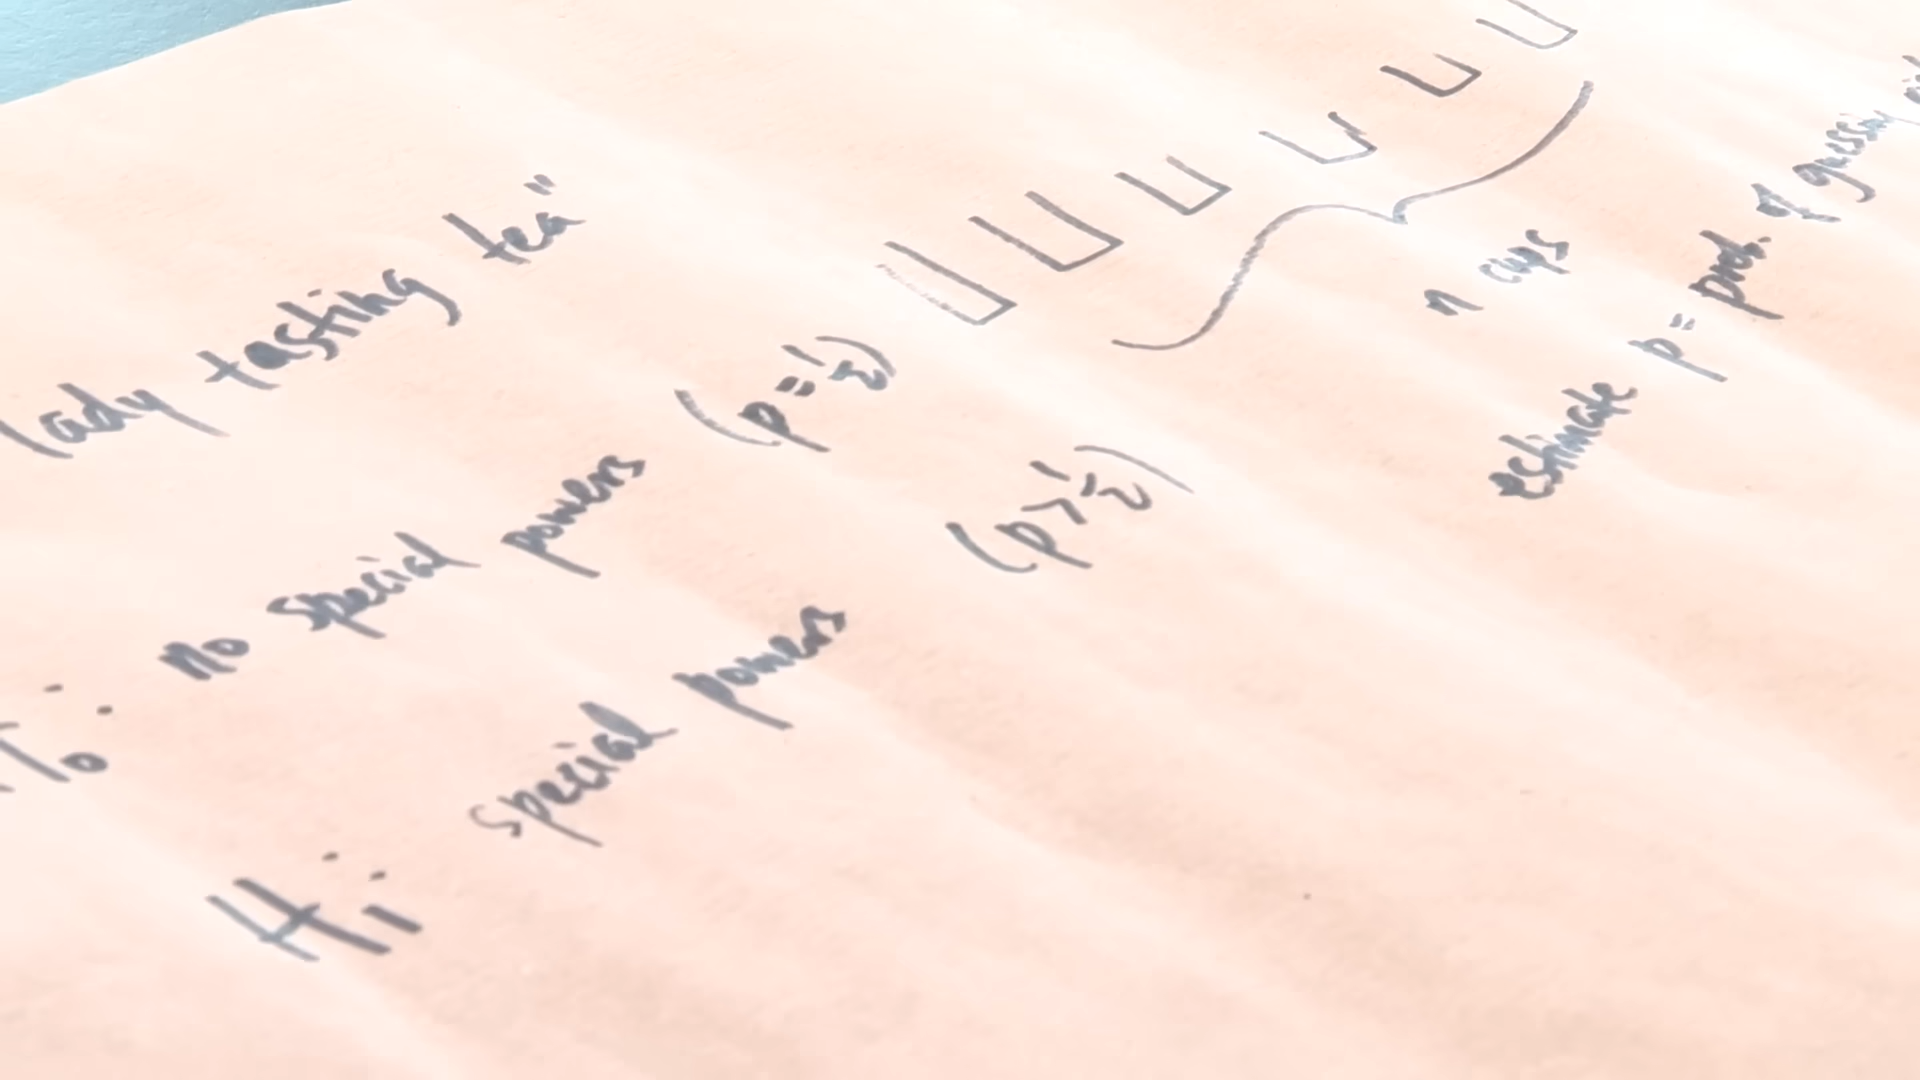 lady tasting tea"
H₀: no special powers (p = ½)
H₁: special powers (p > ½)
n cups
estimate p = prob. of guessing